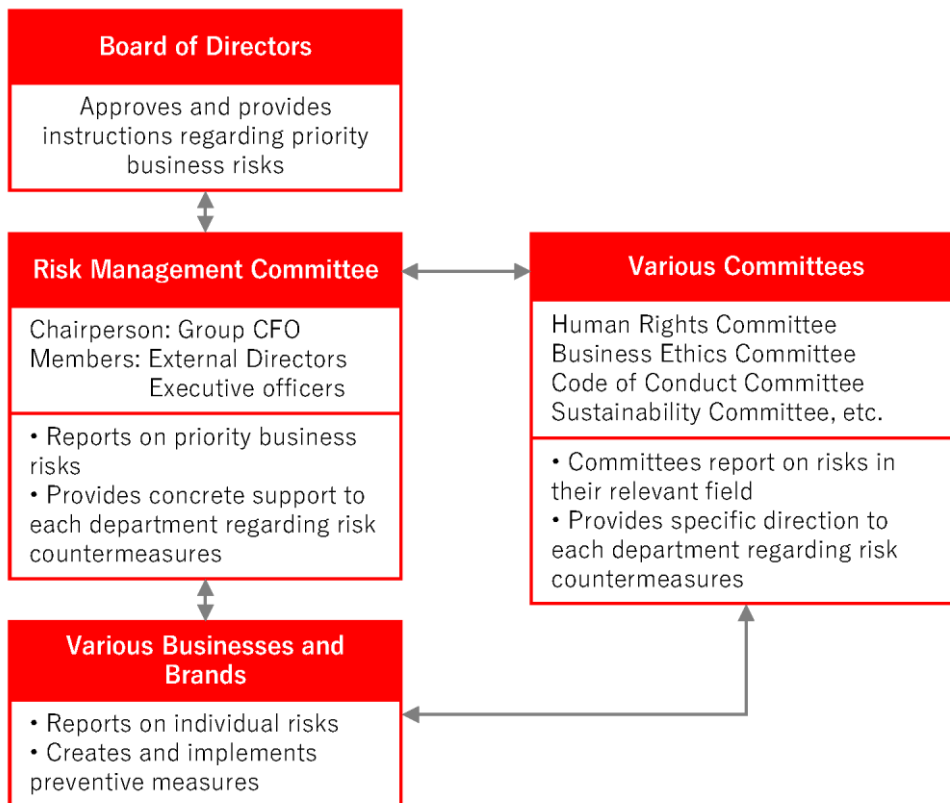 Board of Directors
Approves and provides
instructions regarding priority
business risks
Risk Management Committee
Chairperson: Group CFO
Members: External Directors
Executive officers
• Reports on priority business
risks
• Provides concrete support to
each department regarding risk
countermeasures
Various Committees
Human Rights Committee
Business Ethics Committee
Code of Conduct Committee
Sustainability Committee, etc.
• Committees report on risks in
their relevant field
• Provides specific direction to
each department regarding risk
countermeasures
Various Businesses and
Brands
• Reports on individual risks
• Creates and implements
preventive measures